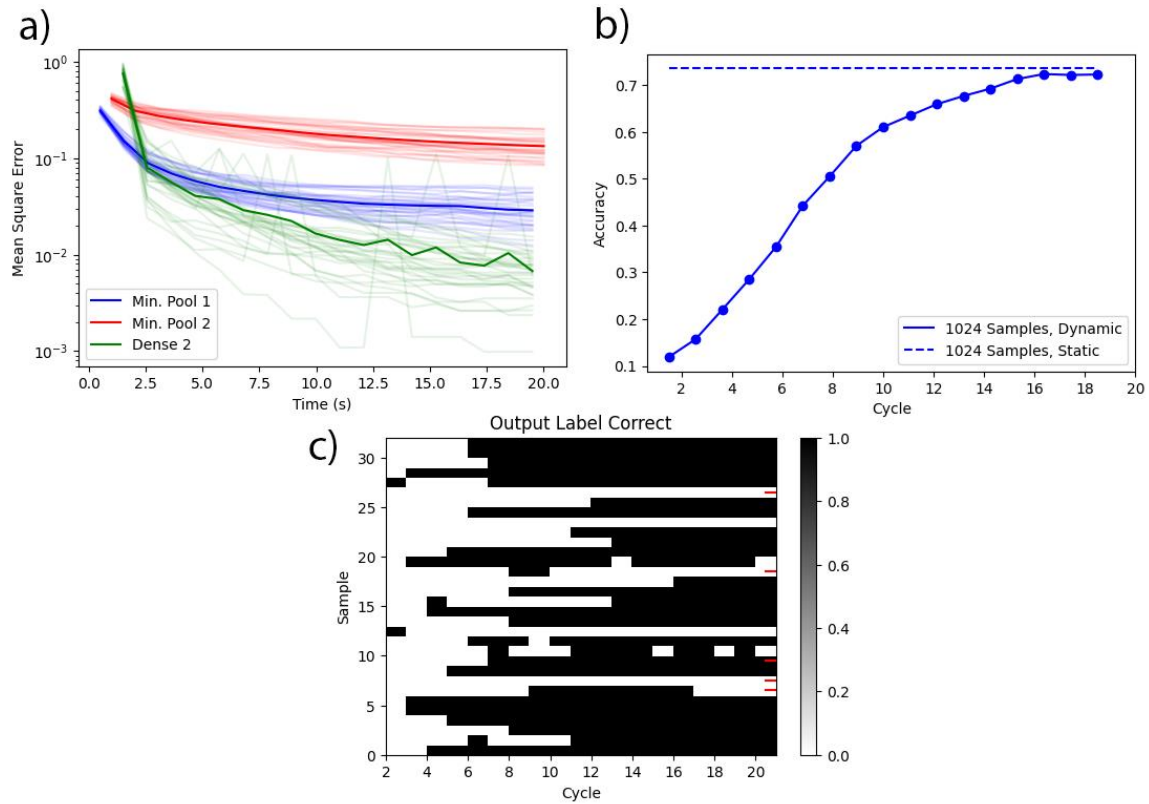 a)
10⁰
10⁻¹
10⁻²
10⁻³
Mean Square Error
Min. Pool 1
Min. Pool 2
Dense 2
0.0 2.5 5.0 7.5 10.0 12.5 15.0 17.5 20.0
Time (s)
b)
0.7
0.6
0.5
0.4
0.3
0.2
0.1
Accuracy
1024 Samples, Dynamic
1024 Samples, Static
2 4 6 8 10 12 14 16 18 20
Cycle
c)
Output Label Correct
30
25
20
15
10
5
0
Sample
2 4 6 8 10 12 14 16 18 20
Cycle
1.0
0.8
0.6
0.4
0.2
0.0